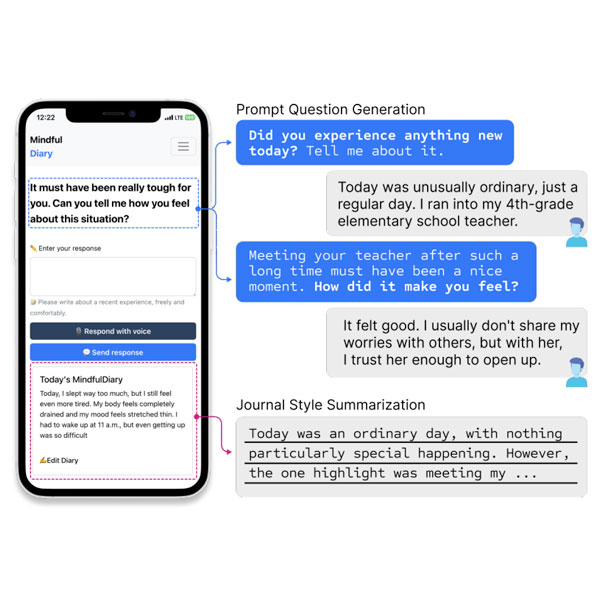 12:22
LTE
Mindful
Diary
It must have been really tough for
you. Can you tell me how you feel
about this situation?
Enter your response
Please write about a recent experience, freely and
comfortably.
Respond with voice
Send response
Today's MindfulDiary
Today, I slept way too much, but I still feel
even more tired. My body feels completely
drained and my mood feels stretched thin. I
had to wake up at 11 a.m., but even getting up
was so difficult
Edit Diary
Prompt Question Generation
Did you experience anything new
today? Tell me about it.
Today was unusually ordinary, just a
regular day. I ran into my 4th-grade
elementary school teacher.
Meeting your teacher after such a
long time must have been a nice
moment. How did it make you feel?
It felt good. I usually don't share my
worries with others, but with her,
I trust her enough to open up.
Journal Style Summarization
Today was an ordinary day, with nothing
particularly special happening. However,
the one highlight was meeting my ...